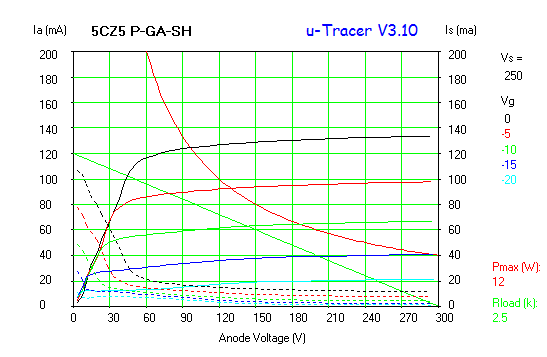 Ia (mA) 5CZ5 P-GA-SH u-Tracer V3.10 Is (ma)
200 200
180 180
160 160
140 140
120 120
100 100
80 80
60 60
40 40
20 20
0 0
0 30 60 90 120 150 180 210 240 270 300
Anode Voltage (V)
Vs =
250
Vg
0
-5
-10
-15
-20
Pmax (W):
12
Rload (k):
2.5